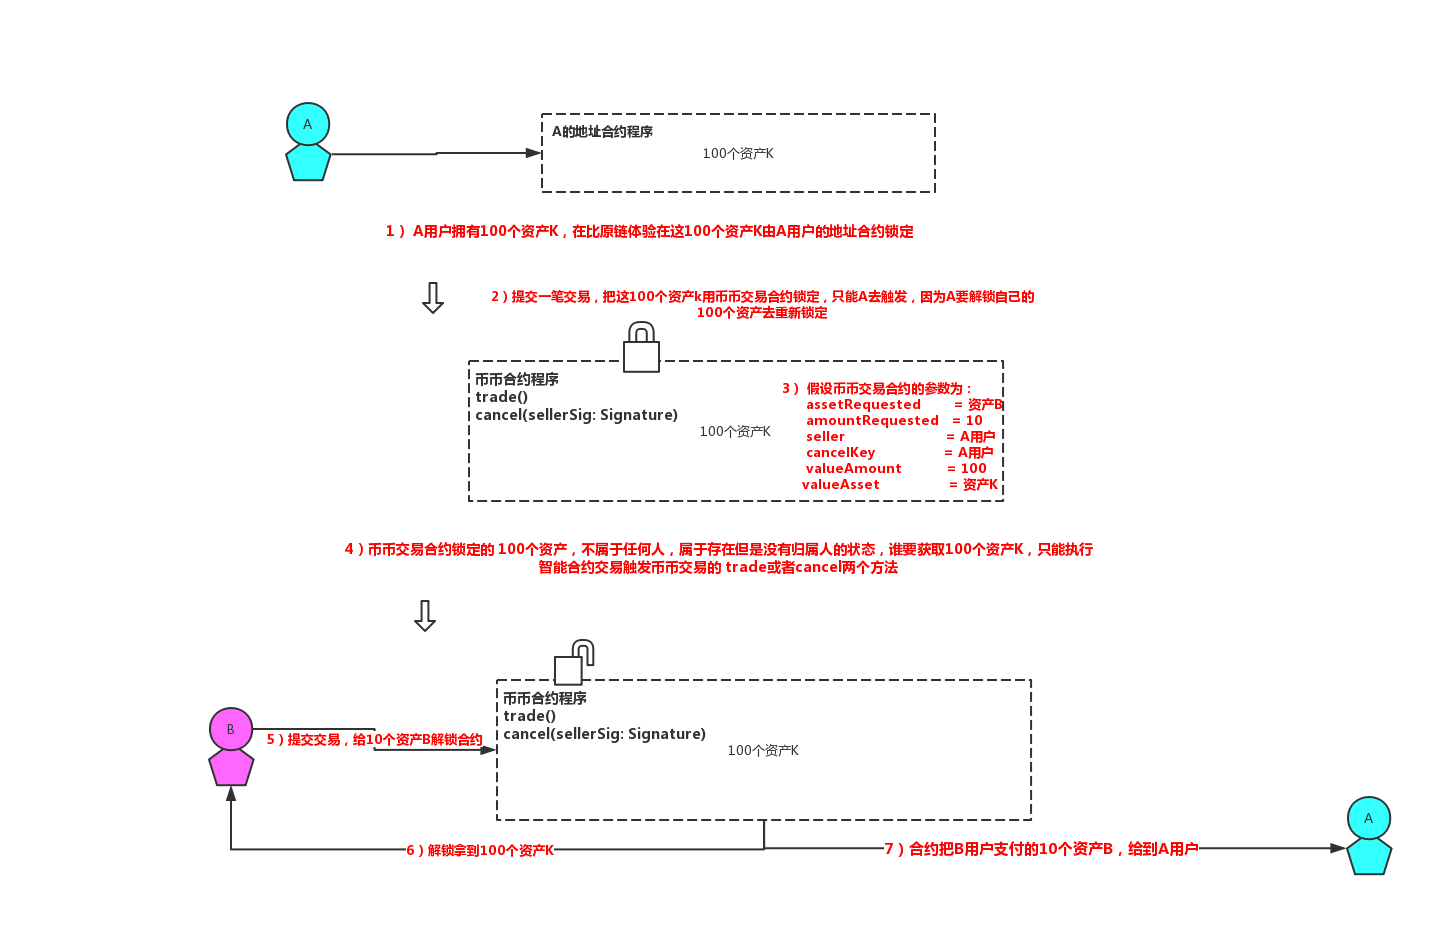 A
A的地址合约程序
100个资产K
1） A用户拥有100个资产K，在比原链体验在这100个资产K由A用户的地址合约锁定
2）提交一笔交易，把这100个资产k用币币交易合约锁定，只能A去触发，因为A要解锁自己的
100个资产去重新锁定
币币合约程序
trade()
cancel(sellerSig: Signature)
100个资产K
3） 假设币币交易合约的参数为：
assetRequested = 资产B
amountRequested = 10
seller = A用户
cancelKey = A用户
valueAmount = 100
valueAsset = 资产K
4）币币交易合约锁定的 100个资产，不属于任何人，属于存在但是没有归属人的状态，谁要获取100个资产K，只能执行
智能合约交易触发币币交易的 trade或者cancel两个方法
币币合约程序
trade()
cancel(sellerSig: Signature)
100个资产K
B
5）提交交易，给10个资产B解锁合约
6）解锁拿到100个资产K
7）合约把B用户支付的10个资产B，给到A用户
A